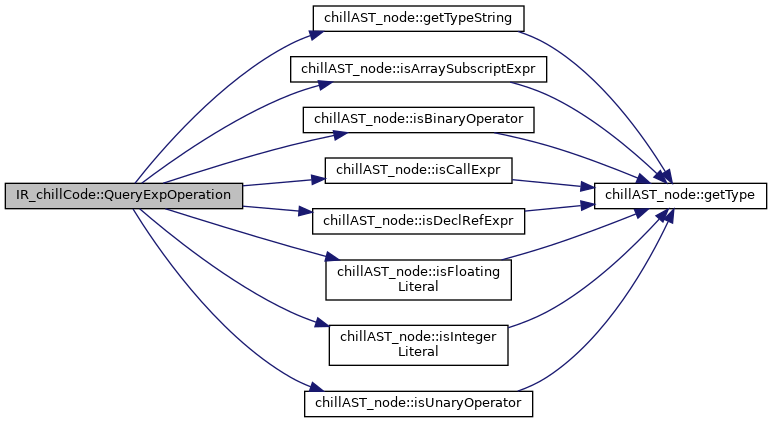 chillAST_node::getTypeString
chillAST_node::isArraySubscriptExpr
chillAST_node::isBinaryOperator
chillAST_node::isCallExpr
IR_chillCode::QueryExpOperation
chillAST_node::getType
chillAST_node::isDeclRefExpr
chillAST_node::isFloating
Literal
chillAST_node::isInteger
Literal
chillAST_node::isUnaryOperator